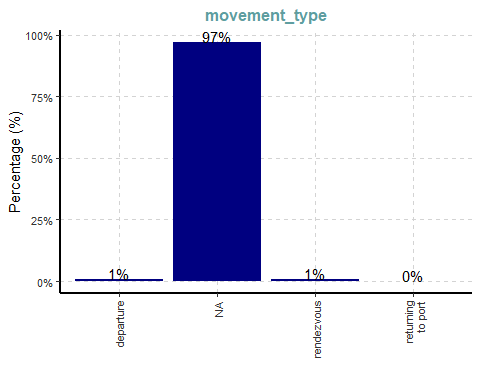 movement_type
Percentage (%)
100%
75%
50%
25%
0%
1%
97%
1%
0%
departure
NA
rendezvous
returning
to port